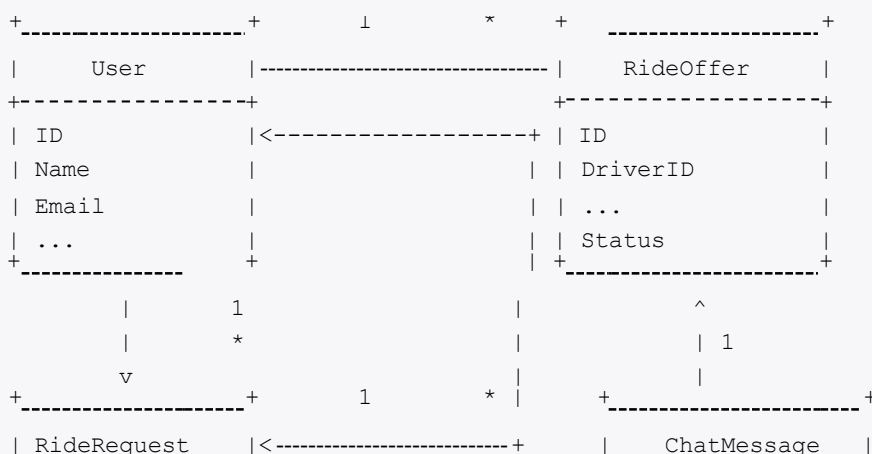 +----------------------+ 1 * + ----------------------+
| User |--------------------------------| RideOffer |
+-----------------+ +-------------------+
| ID |<------------------+ | ID |
| Name | | | DriverID |
| Email | | | ... |
| ... | | | Status |
+----------------- + | +-------------------------+
| 1 | ^
| * | | 1
v | |
+----------------------+ 1 * | +-------------------------+
| RideRequest |<--------------------------+ | ChatMessage |